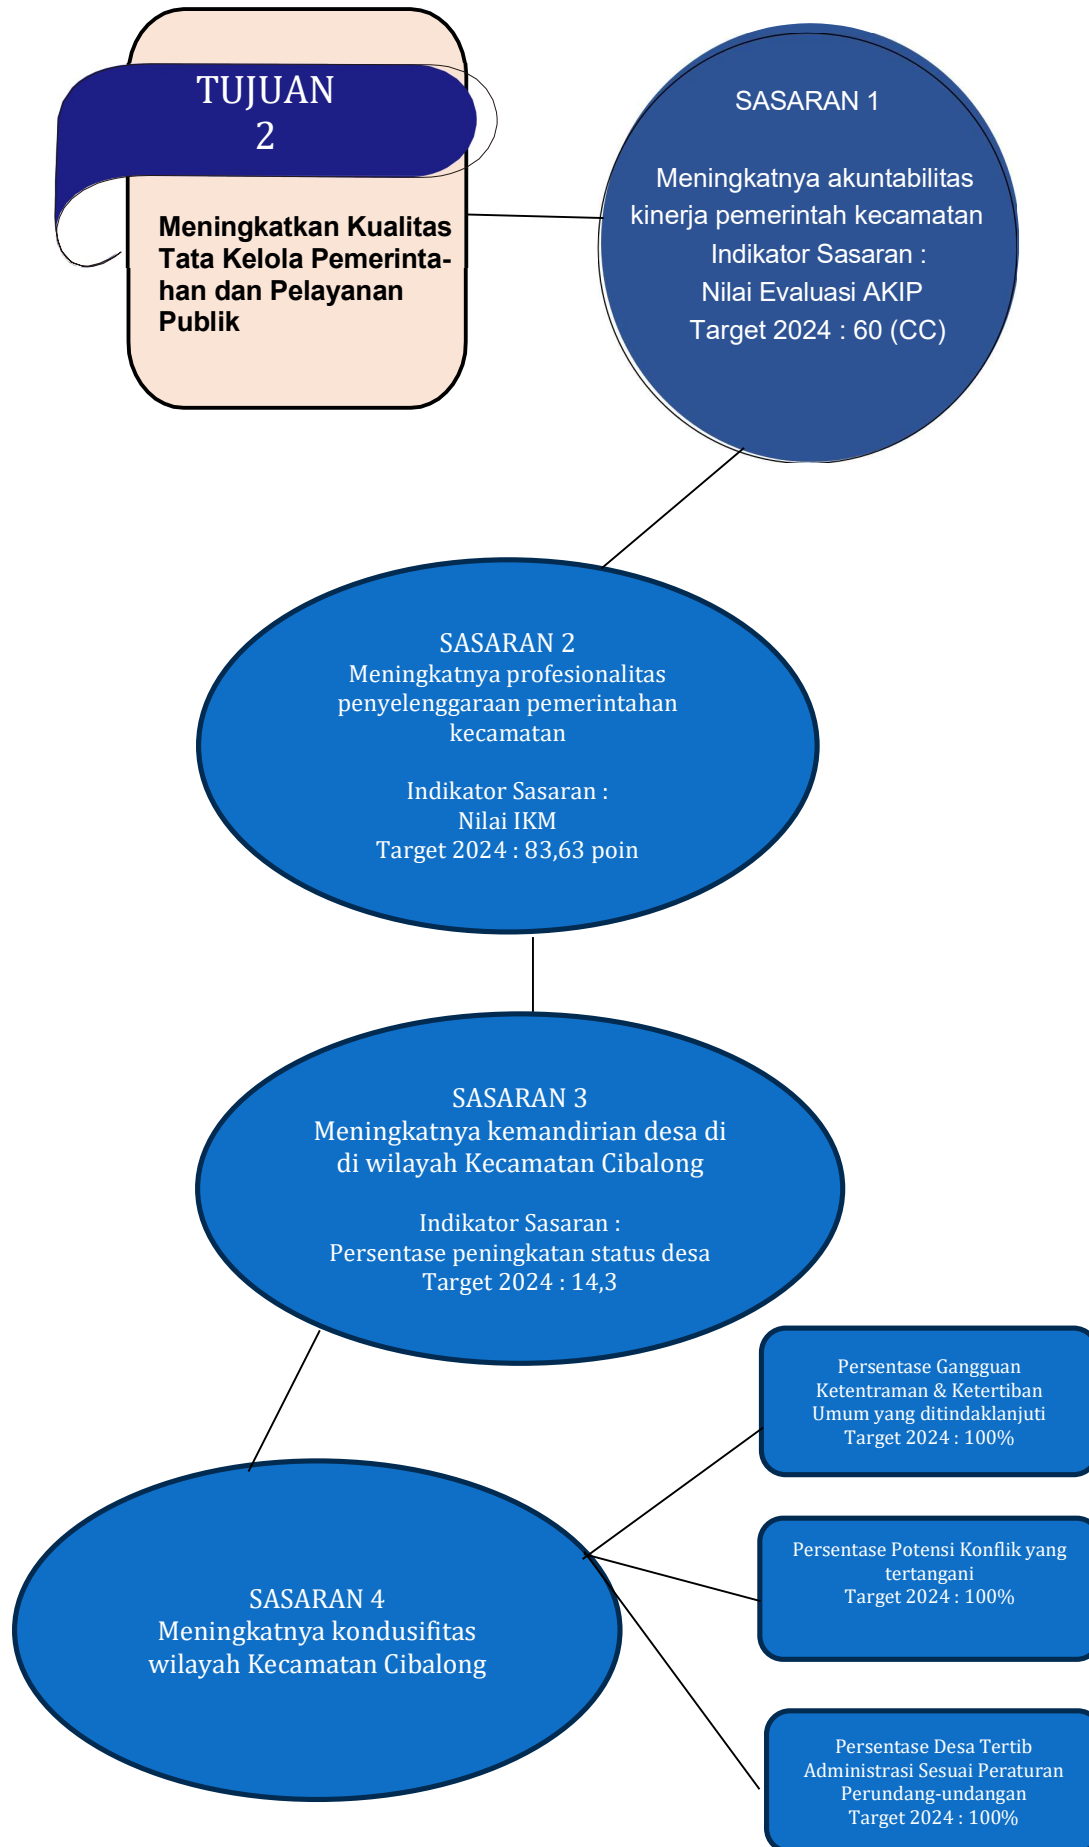 TUJUAN
2
Meningkatkan Kualitas
Tata Kelola Pemerinta-
han dan Pelayanan
Publik
SASARAN 1
Meningkatnya akuntabilitas
kinerja pemerintah kecamatan
Indikator Sasaran :
Nilai Evaluasi AKIP
Target 2024 : 60 (CC)
SASARAN 2
Meningkatnya profesionalitas
penyelenggaraan pemerintahan
kecamatan
Indikator Sasaran :
Nilai IKM
Target 2024 : 83,63 poin
SASARAN 3
Meningkatnya kemandirian desa di
di wilayah Kecamatan Cibalong
Indikator Sasaran :
Persentase peningkatan status desa
Target 2024 : 14,3
SASARAN 4
Meningkatnya kondusifitas
wilayah Kecamatan Cibalong
Persentase Gangguan
Ketentraman & Ketertiban
Umum yang ditindaklanjuti
Target 2024 : 100%
Persentase Potensi Konflik yang
tertangani
Target 2024 : 100%
Persentase Desa Tertib
Administrasi Sesuai Peraturan
Perundang-undangan
Target 2024 : 100%